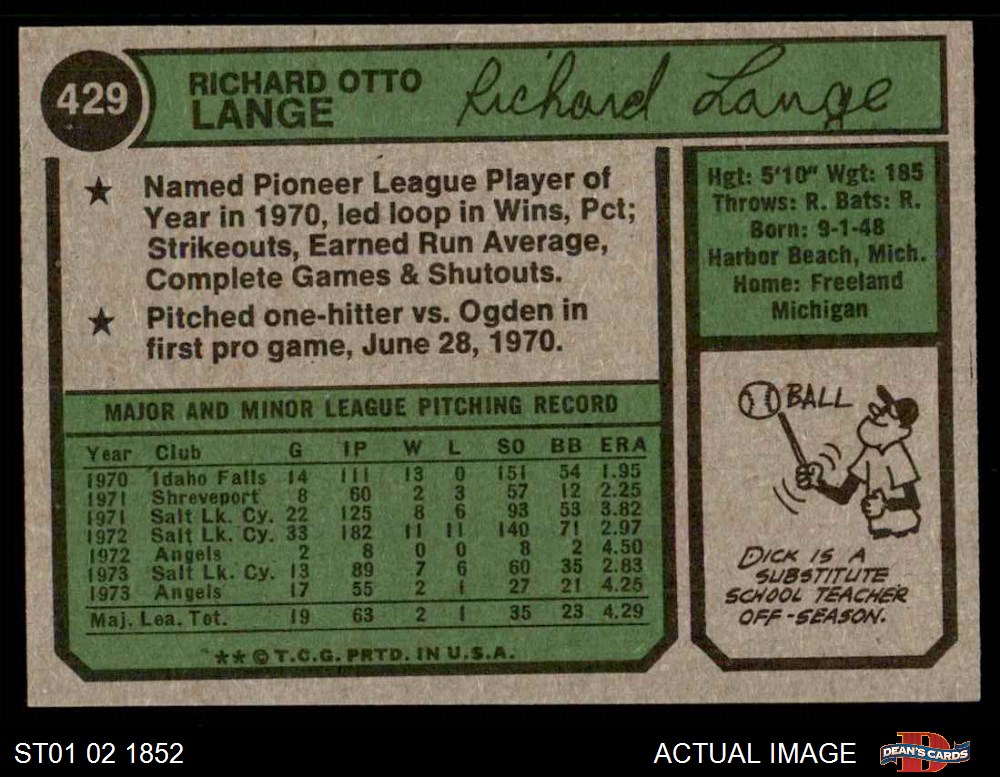 429
RICHARD OTTO
LANGE
Richard Lange
★ Named Pioneer League Player of
Year in 1970, led loop in Wins, Pct;
Strikeouts, Earned Run Average,
Complete Games & Shutouts.
★ Pitched one-hitter vs. Ogden in
first pro game, June 28, 1970.
Hgt: 5'10" Wgt: 185
Throws: R. Bats: R.
Born: 9-1-48
Harbor Beach, Mich.
Home: Freeland
Michigan
MAJOR AND MINOR LEAGUE PITCHING RECORD
Year Club G IP W L SO BB ERA
1970 Idaho Falls 14 111 13 0 151 54 1.95
1971 Shreveport 8 60 2 3 57 12 2.25
1971 Salt Lk. Cy. 22 125 8 6 93 53 3.82
1972 Salt Lk. Cy. 33 182 11 11 140 71 2.97
1972 Angels 2 8 0 0 8 2 4.50
1973 Salt Lk. Cy. 13 89 7 6 60 35 2.83
1973 Angels 17 55 2 1 27 21 4.25
Maj. Lea. Tot. 19 63 2 1 35 23 4.29
** © T.C.G. PRTD. IN U.S.A.
BALL
DICK IS A
SUBSTITUTE
SCHOOL TEACHER
OFF-SEASON.
ST01 02 1852
ACTUAL IMAGE
DEAN'S CARDS